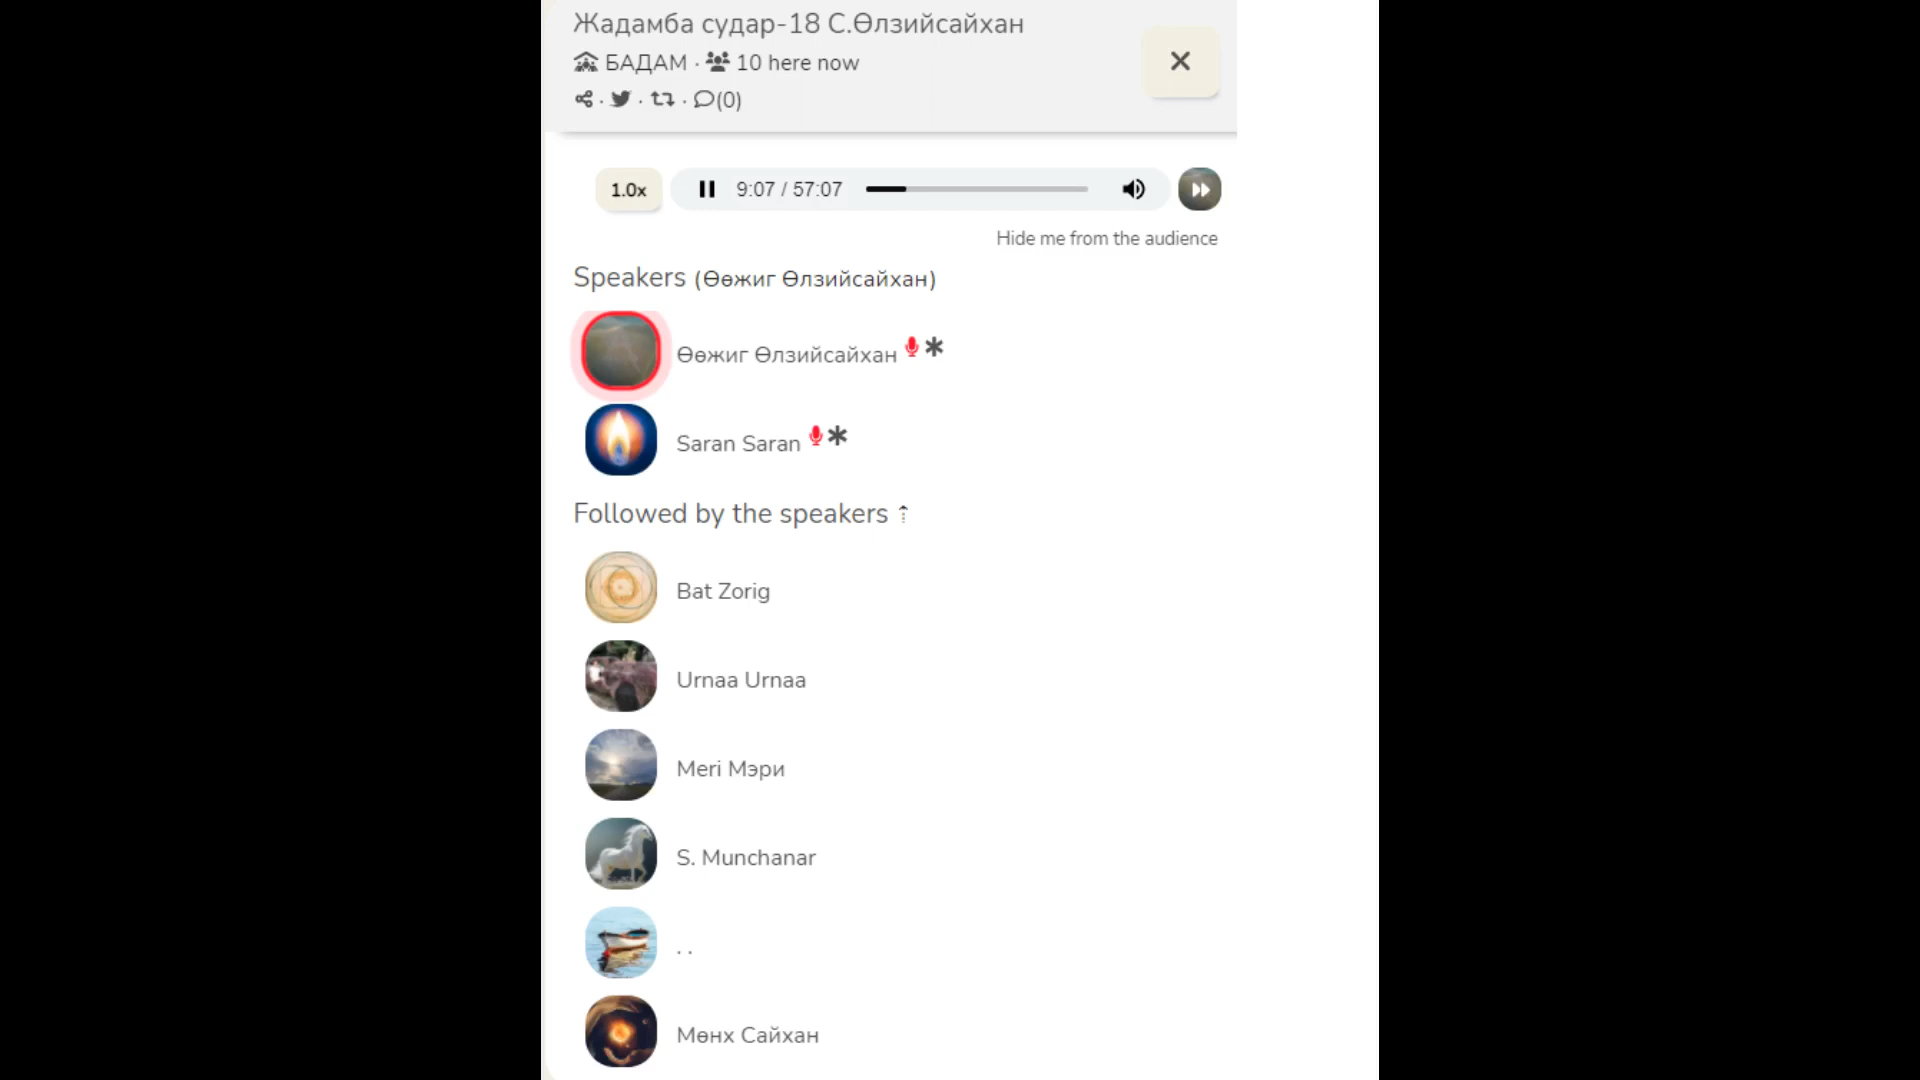 Жадамба судар-18 С.Өлзийсайхан
БАДАМ · 10 here now
· · · (0)
1.0x 9:07 / 57:07
Hide me from the audience
Speakers (Өөжиг Өлзийсайхан)
Өөжиг Өлзийсайхан
Saran Saran
Followed by the speakers
Bat Zorig
Urnaa Urnaa
Meri Мэри
S. Munchanar
. .
Мөнх Сайхан